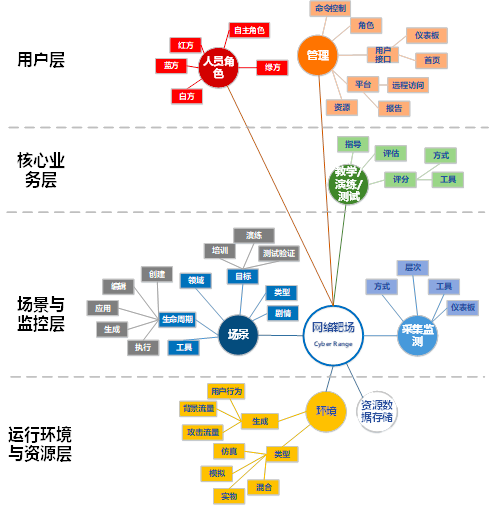 用户层
命令控制
角色
自主角色
红方
人员角
色
蓝方
绿方
白方
管理
仪表板
用户
接口
首页
平台
远程访问
资源
报告
核心业
务层
指导
评估
方式
教学/
演练/
测试
评分
工具
场景与
监控层
演练
培训
测试验证
创建
编辑
领域
目标
类型
应用
生命周期
剧情
生成
场景
执行
工具
网络靶场
Cyber Range
层次
方式
工具
仪表板
采集监
测
运行环境
与资源层
用户行为
背景流量
生成
攻击流量
环境
资源数
据存储
仿真
类型
模拟
实物
混合